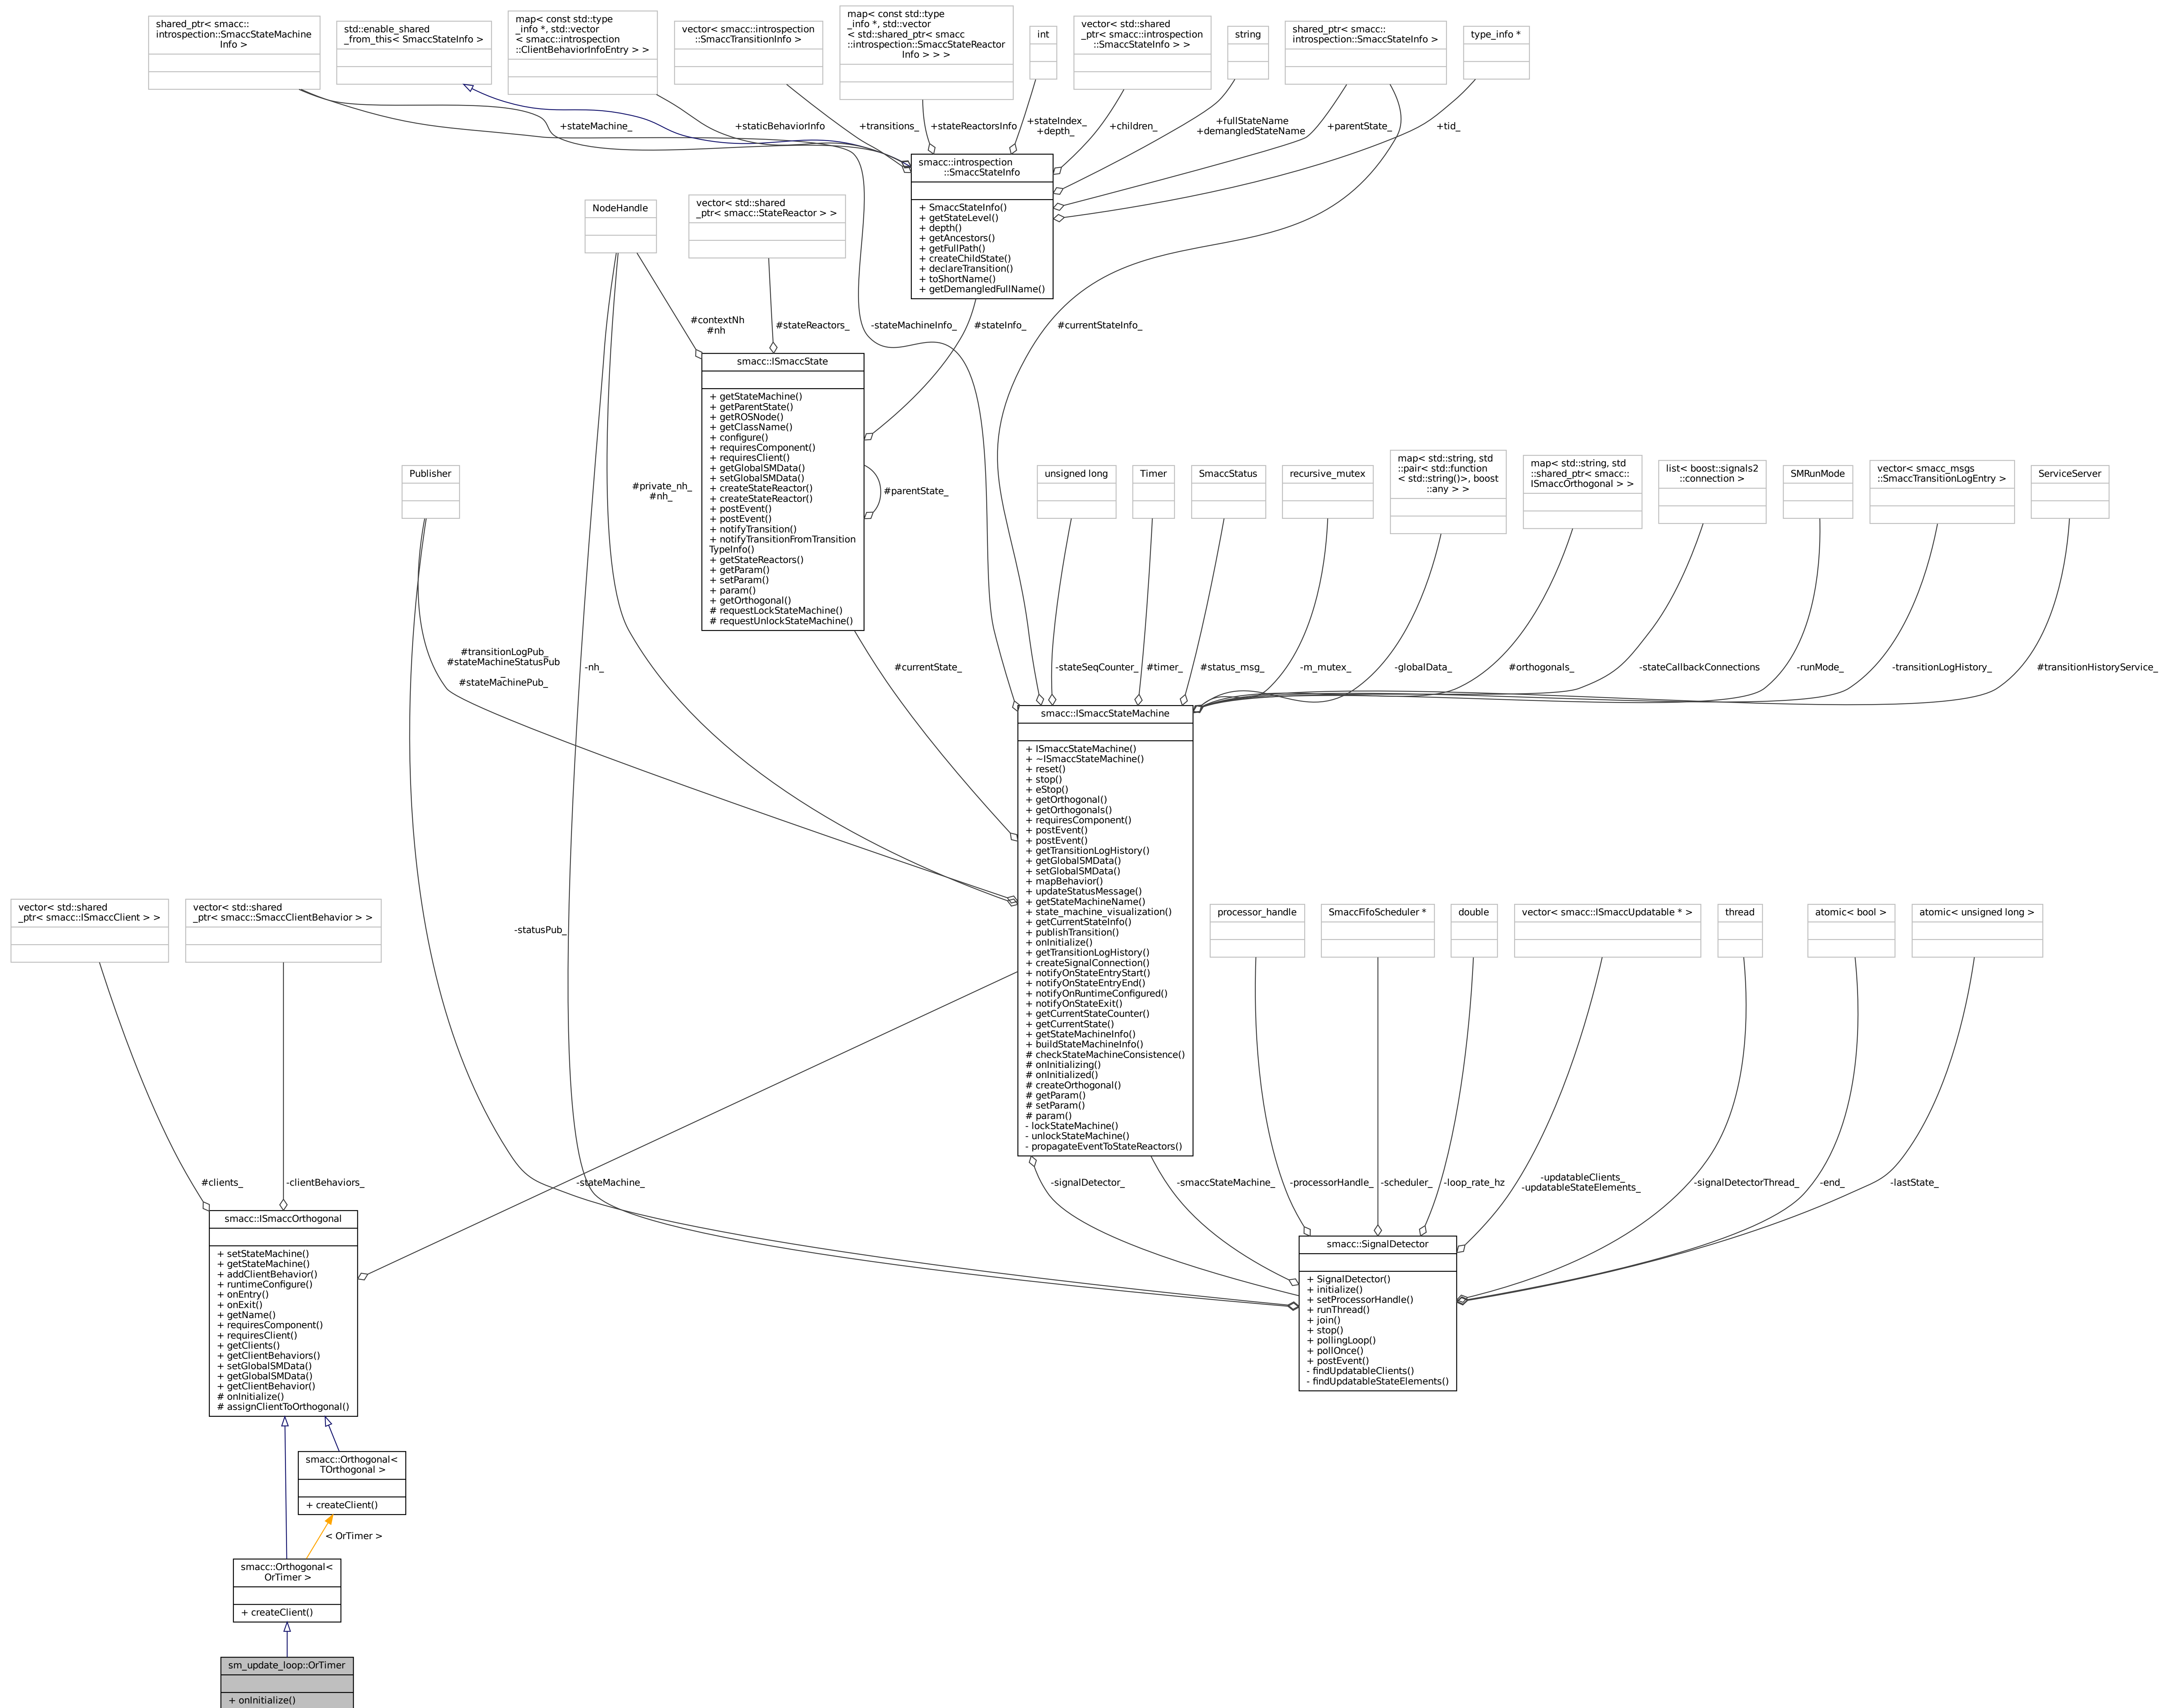 shared_ptr< smacc::
introspection::SmaccStateMachine
Info >
std::enable_shared
_from_this< SmaccStateInfo >
map< const std::type
_info *, std::vector
< smacc::introspection
::ClientBehaviorInfoEntry > >
vector< smacc::introspection
::SmaccTransitionInfo >
map< const std::type
_info *, std::vector
< std::shared_ptr< smacc
::introspection::SmaccStateReactor
Info > > >
int
vector< std::shared
_ptr< smacc::introspection
::SmaccStateInfo > >
string
shared_ptr< smacc::
introspection::SmaccStateInfo >
type_info *
+stateMachine_
+staticBehaviorInfo
+transitions_
+stateReactorsInfo
+stateIndex_
+depth_
+children_
+fullStateName
+demangledStateName
+parentState_
+tid_
smacc::introspection
::SmaccStateInfo
+ SmaccStateInfo()
+ getStateLevel()
+ depth()
+ getAncestors()
+ getFullPath()
+ createChildState()
+ declareTransition()
+ toShortName()
+ getDemangledFullName()
NodeHandle
vector< std::shared
_ptr< smacc::StateReactor > >
#contextNh
#nh
#stateReactors_
-stateMachineInfo_
#stateInfo_
#currentStateInfo_
smacc::ISmaccState
+ getStateMachine()
+ getParentState()
+ getROSNode()
+ getClassName()
+ configure()
+ requiresComponent()
+ requiresClient()
+ getGlobalSMData()
+ setGlobalSMData()
+ createStateReactor()
+ createStateReactor()
+ postEvent()
+ postEvent()
+ notifyTransition()
+ notifyTransitionFromTransition
TypeInfo()
+ getStateReactors()
+ getParam()
+ setParam()
+ param()
+ getOrthogonal()
# requestLockStateMachine()
# requestUnlockStateMachine()
#parentState_
#private_nh_
#nh_
Publisher
unsigned long
Timer
SmaccStatus
recursive_mutex
map< std::string, std
::pair< std::function
< std::string()>, boost
::any > >
map< std::string, std
::shared_ptr< smacc::
ISmaccOrthogonal > >
list< boost::signals2
::connection >
SMRunMode
vector< smacc_msgs
::SmaccTransitionLogEntry >
ServiceServer
#transitionLogPub_
#stateMachineStatusPub
_
#stateMachinePub_
-nh_
#currentState_
-stateSeqCounter_
#timer_
#status_msg_
-m_mutex_
-globalData_
#orthogonals_
-stateCallbackConnections
-runMode_
-transitionLogHistory_
#transitionHistoryService_
smacc::ISmaccStateMachine
+ ISmaccStateMachine()
+ ~ISmaccStateMachine()
+ reset()
+ stop()
+ eStop()
+ getOrthogonal()
+ getOrthogonals()
+ requiresComponent()
+ postEvent()
+ postEvent()
+ getTransitionLogHistory()
+ getGlobalSMData()
+ setGlobalSMData()
+ mapBehavior()
+ updateStatusMessage()
+ getStateMachineName()
+ state_machine_visualization()
+ getCurrentStateInfo()
+ publishTransition()
+ onInitialize()
+ getTransitionLogHistory()
+ createSignalConnection()
+ notifyOnStateEntryStart()
+ notifyOnStateEntryEnd()
+ notifyOnRuntimeConfigured()
+ notifyOnStateExit()
+ getCurrentStateCounter()
+ getCurrentState()
+ getStateMachineInfo()
+ buildStateMachineInfo()
# checkStateMachineConsistence()
# onInitializing()
# onInitialized()
# createOrthogonal()
# getParam()
# setParam()
# param()
- lockStateMachine()
- unlockStateMachine()
- propagateEventToStateReactors()
vector< std::shared
_ptr< smacc::ISmaccClient > >
vector< std::shared
_ptr< smacc::SmaccClientBehavior > >
-statusPub_
processor_handle
SmaccFifoScheduler *
double
vector< smacc::ISmaccUpdatable * >
thread
atomic< bool >
atomic< unsigned long >
#clients_
-clientBehaviors_
-stateMachine_
-signalDetector_
-smaccStateMachine_
-processorHandle_
-scheduler_
-loop_rate_hz
-updatableClients_
-updatableStateElements_
-signalDetectorThread_
-end_
-lastState_
smacc::ISmaccOrthogonal
+ setStateMachine()
+ getStateMachine()
+ addClientBehavior()
+ runtimeConfigure()
+ onEntry()
+ onExit()
+ getName()
+ requiresComponent()
+ requiresClient()
+ getClients()
+ getClientBehaviors()
+ setGlobalSMData()
+ getGlobalSMData()
+ getClientBehavior()
# onInitialize()
# assignClientToOrthogonal()
smacc::SignalDetector
+ SignalDetector()
+ initialize()
+ setProcessorHandle()
+ runThread()
+ join()
+ stop()
+ pollingLoop()
+ pollOnce()
+ postEvent()
- findUpdatableClients()
- findUpdatableStateElements()
smacc::Orthogonal<
TOrthogonal >
+ createClient()
< OrTimer >
smacc::Orthogonal<
OrTimer >
+ createClient()
sm_update_loop::OrTimer
+ onInitialize()